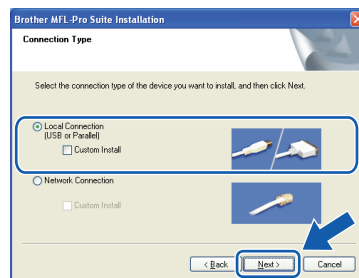 Brother MFL-Pro Suite Installation
Connection Type
Select the connection type of the device you want to install, and then click Next.
Local Connection
(USB or Parallel)
Custom Install
Network Connection
Custom Install
< Back
Next >
Cancel